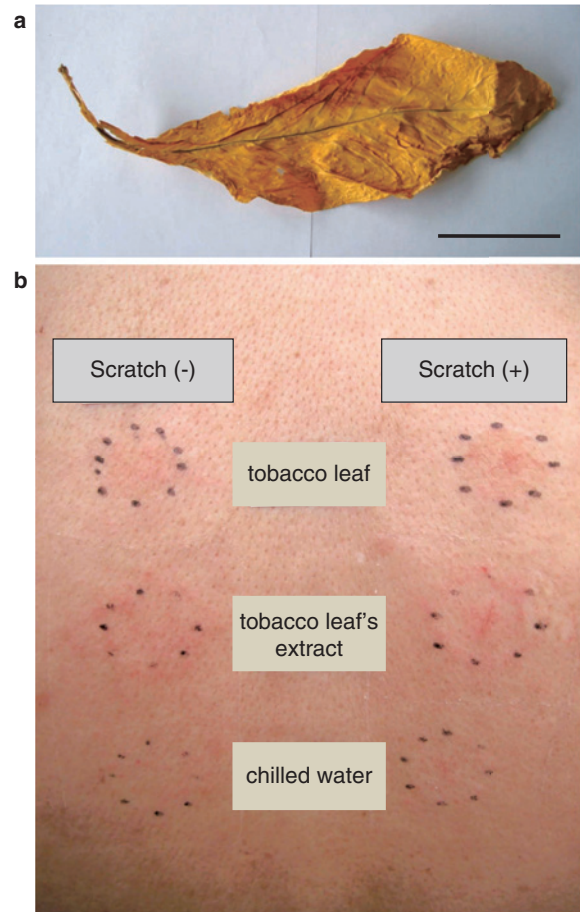 a
b
Scratch (-)
Scratch (+)
tobacco leaf
tobacco leaf's
extract
chilled water